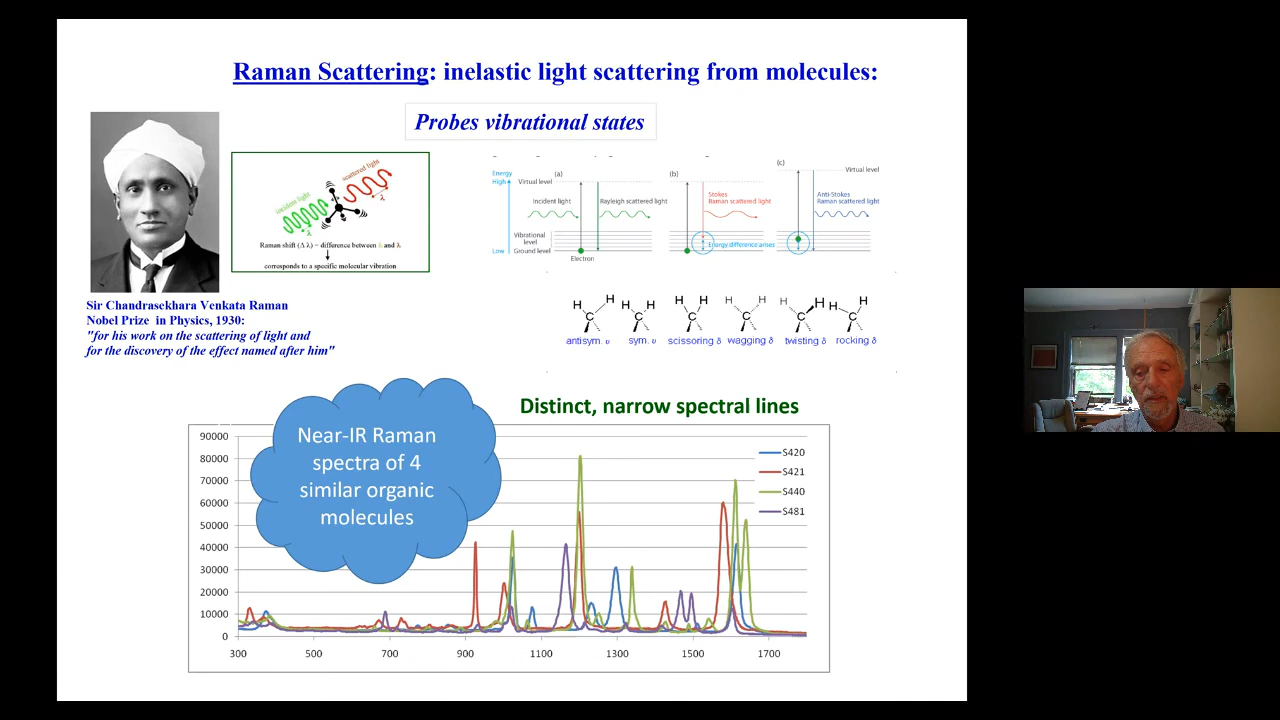 Raman Scattering: inelastic light scattering from molecules:
Probes vibrational states
incident light
scattered light
λ
λ
Raman shift (Δ λ) = difference between λ and λ
corresponds to a specific molecular vibration
Energy
High
Low
(a)
Virtual level
Incident light
Rayleigh scattered light
Vibrational
level
Ground level
Electron
(b)
Stokes
Raman scattered light
Energy difference arises
(c)
Virtual level
Anti-Stokes
Raman scattered light
Sir Chandrasekhara Venkata Raman
Nobel Prize in Physics, 1930:
"for his work on the scattering of light and
for the discovery of the effect named after him"
H H H H H H H H H H H H
C C C C C C
antisym. υ sym. υ scissoring δ wagging δ twisting δ rocking δ
Distinct, narrow spectral lines
Near-IR Raman
spectra of 4
similar organic
molecules
90000
80000
70000
60000
50000
40000
30000
20000
10000
0
300 500 700 900 1100 1300 1500 1700
S420
S421
S440
S481